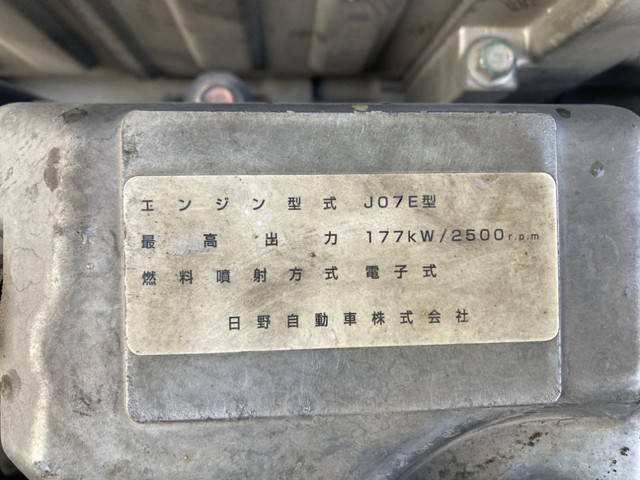 エンジン型式 J07E型
最高出力 177kW/2500r.p.m
燃料噴射方式 電子式
日野自動車株式会社